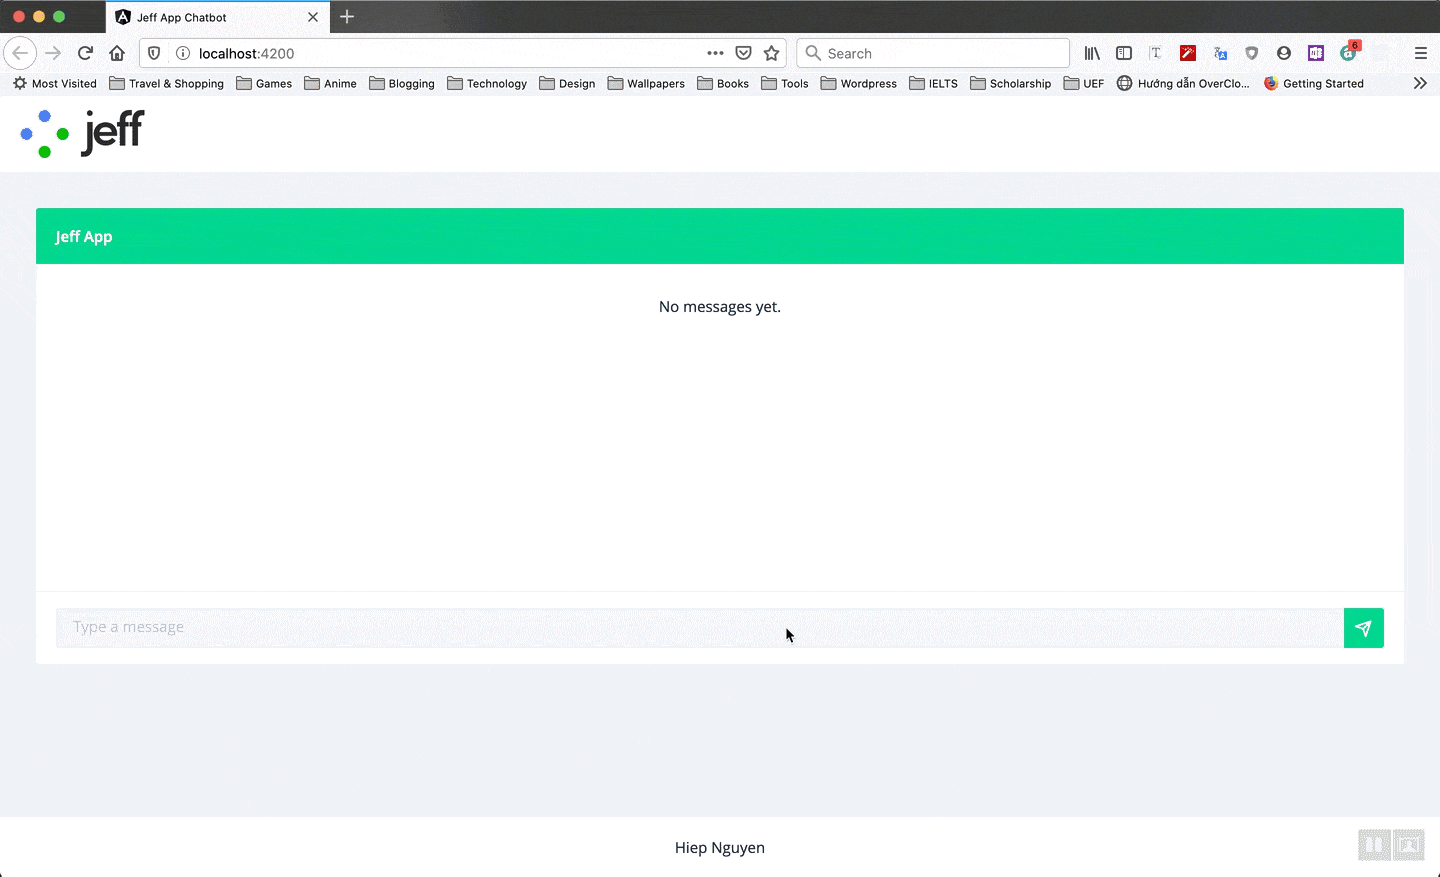 Jeff App Chatbot
localhost:4200
Search
6
Most Visited Travel & Shopping Games Anime Blogging Technology Design Wallpapers Books Tools Wordpress IELTS Scholarship UEF Hướng dẫn OverClo... Getting Started
jeff
Jeff App
No messages yet.
Type a message
Hiep Nguyen